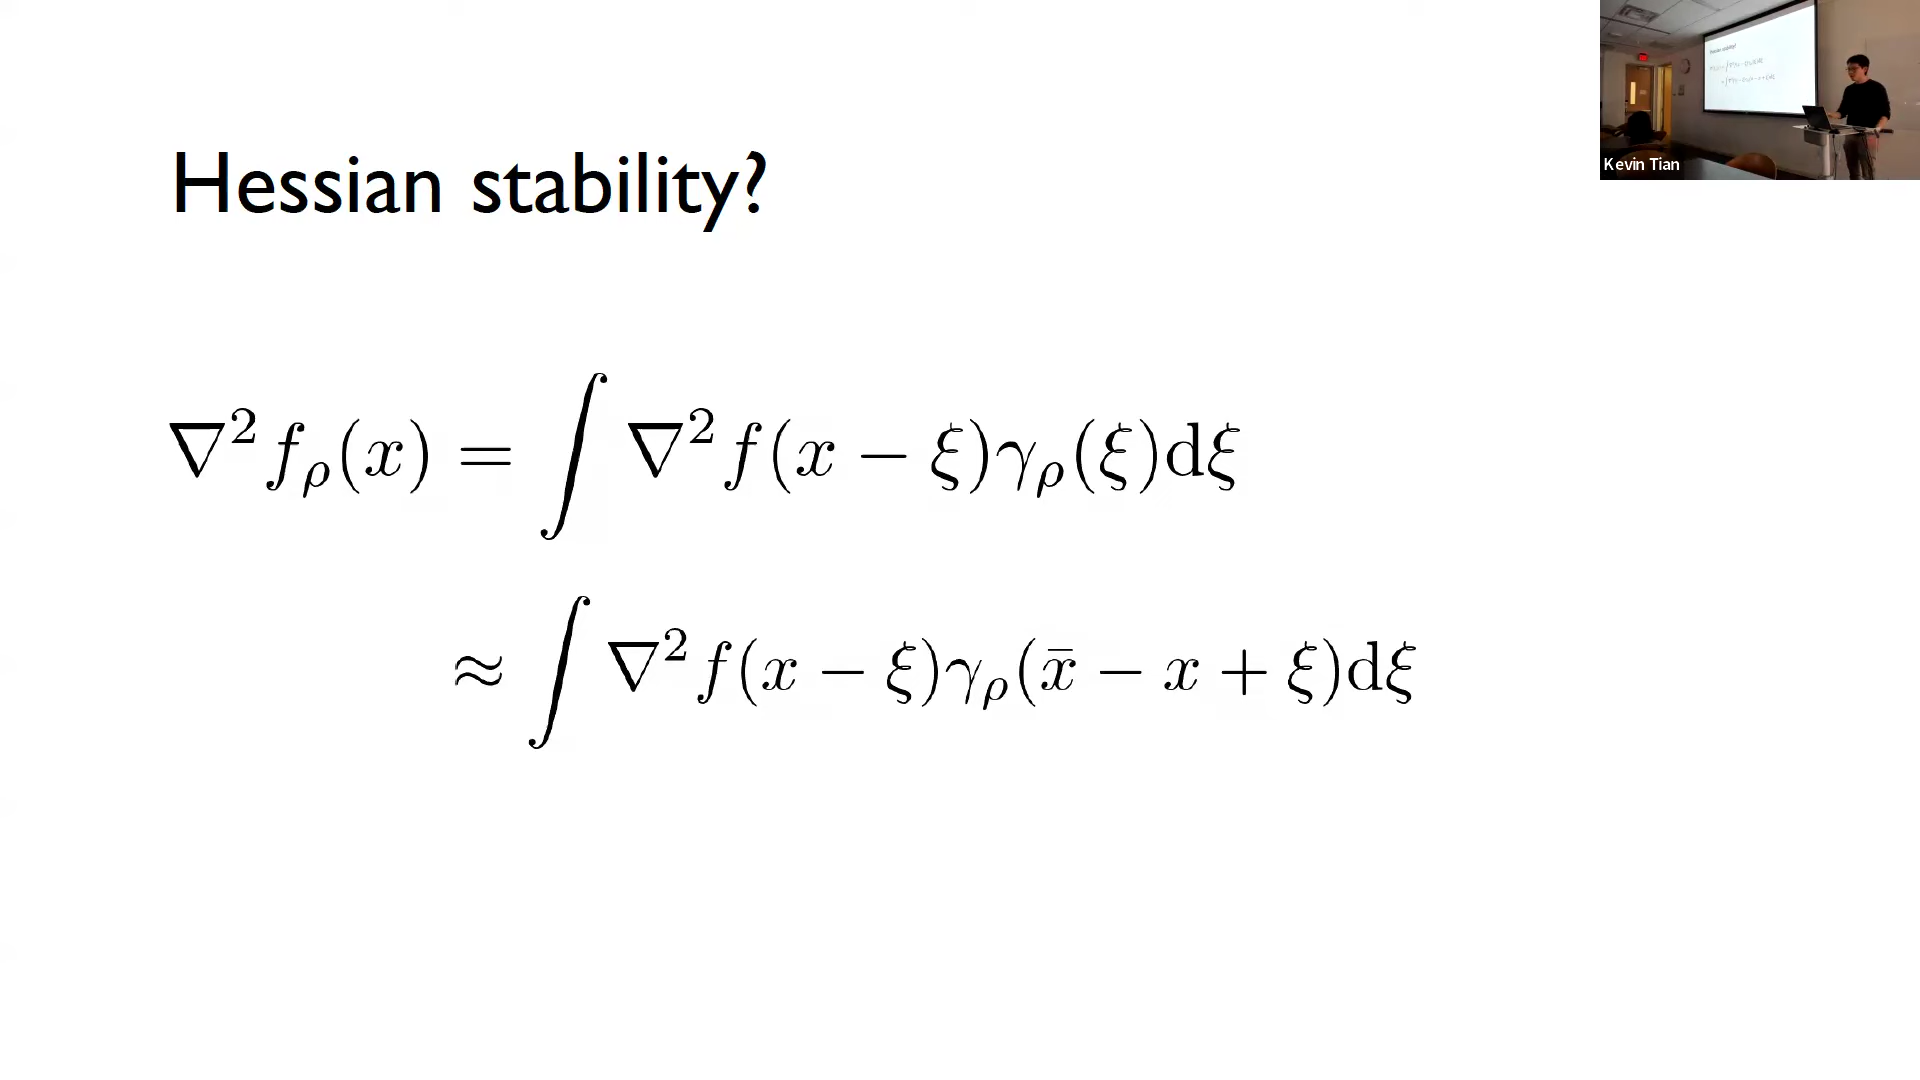 Hessian stability?
∇²f_ρ(x) = ∫ ∇²f(x − ξ)γ_ρ(ξ)dξ
≈ ∫ ∇²f(x − ξ)γ_ρ(x̄ − x + ξ)dξ
Kevin Tian